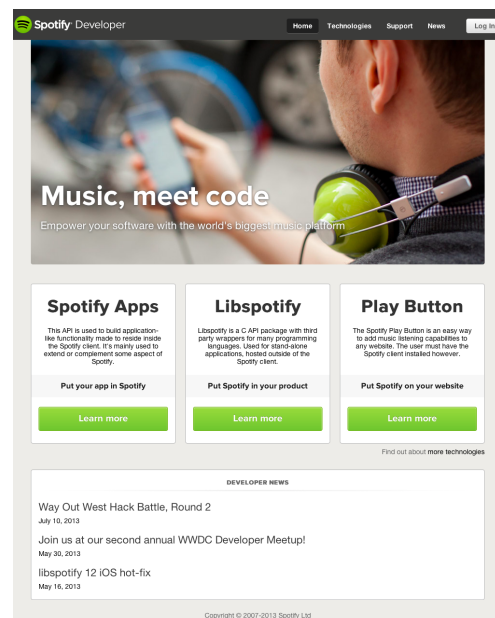 Spotify® Developer
Home Technologies Support News Log In
Music, meet code
Empower your software with the world's biggest music platform
Spotify Apps
This API is used to build application-
like functionality made to reside inside
the Spotify client. It's mainly used to
extend or complement some aspect of
Spotify.
Put your app in Spotify
Learn more
Libspotify
Libspotify is a C API package with third
party wrappers for many programming
languages. Used for stand-alone
applications, hosted outside of the
Spotify client.
Put Spotify in your product
Learn more
Play Button
The Spotify Play Button is an easy way
to add music listening capabilities to
any website. The user must have the
Spotify client installed however.
Put Spotify on your website
Learn more
Find out about more technologies
DEVELOPER NEWS
Way Out West Hack Battle, Round 2
July 10, 2013
Join us at our second annual WWDC Developer Meetup!
May 30, 2013
libspotify 12 iOS hot-fix
May 16, 2013
Copyright © 2007-2013 Spotify Ltd